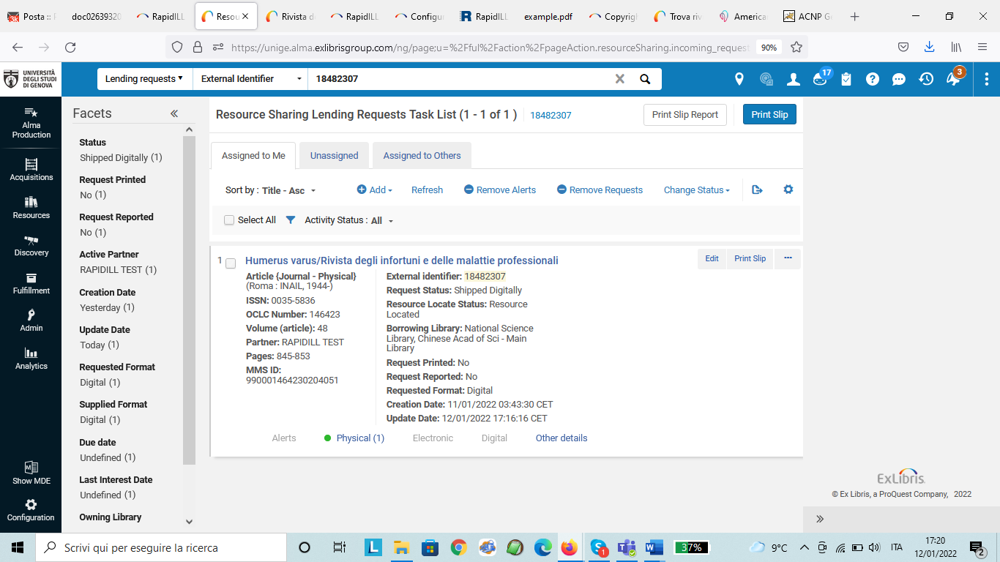 Posta ::
doc02639320
RapidILL
Resou
Rivista de
RapidILL
Configur
RapidILL
example.pdf
Copyrigh
Trova riv
America
ACNP Ge
https://unige.alma.exlibrisgroup.com/ng/page;u=%2Fful%2Faction%2FpageAction.resourceSharing.incoming_request
90%
UNIVERSITÀ
DEGLI STUDI
DI GENOVA
Lending requests
External Identifier
18482307
17
3
Alma
Production
Acquisitions
Resources
Discovery
Fulfillment
Admin
Analytics
Show MDE
Configuration
Facets
Status
Shipped Digitally (1)
Request Printed
No (1)
Request Reported
No (1)
Active Partner
RAPIDILL TEST (1)
Creation Date
Yesterday (1)
Update Date
Today (1)
Requested Format
Digital (1)
Supplied Format
Digital (1)
Due date
Undefined (1)
Last Interest Date
Undefined (1)
Owning Library
Resource Sharing Lending Requests Task List (1 - 1 of 1 )
18482307
Print Slip Report
Print Slip
Assigned to Me
Unassigned
Assigned to Others
Sort by : Title - Asc
Add
Refresh
Remove Alerts
Remove Requests
Change Status
Select All
Activity Status : All
1
Humerus varus/Rivista degli infortuni e delle malattie professionali
Edit
Print Slip
Article {Journal - Physical}
(Roma : INAIL, 1944-)
ISSN: 0035-5836
OCLC Number: 146423
Volume (article): 48
Partner: RAPIDILL TEST
Pages: 845-853
MMS ID:
990001464230204051
External identifier: 18482307
Request Status: Shipped Digitally
Resource Locate Status: Resource
Located
Borrowing Library: National Science
Library, Chinese Acad of Sci - Main
Library
Request Printed: No
Request Reported: No
Requested Format: Digital
Creation Date: 11/01/2022 03:43:30 CET
Update Date: 12/01/2022 17:16:16 CET
Alerts
Physical (1)
Electronic
Digital
Other details
ExLibris
© Ex Libris, a ProQuest Company, 2022
Scrivi qui per eseguire la ricerca
37%
9°C
ITA
17:20
12/01/2022
2